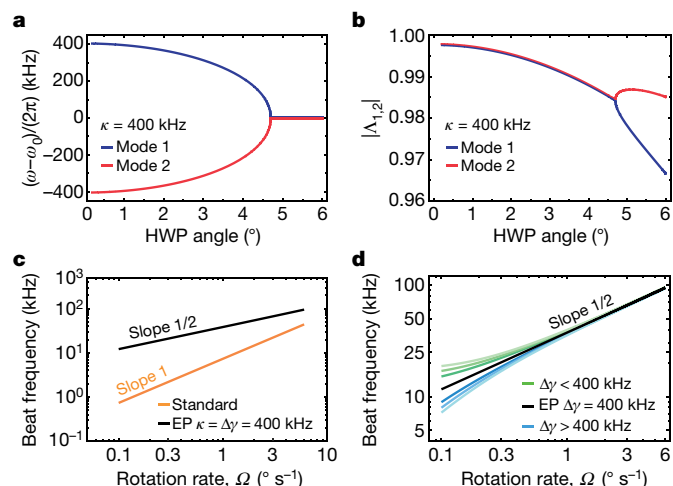 a
400
200
0
−200
−400
(ω−ω₀)/(2π) (kHz)
κ = 400 kHz
Mode 1
Mode 2
0 1 2 3 4 5 6
HWP angle (°)
b
1.00
0.99
0.98
0.97
0.96
|Λ₁,₂|
κ = 400 kHz
Mode 1
Mode 2
0 1 2 3 4 5 6
HWP angle (°)
c
10³
10²
10¹
10⁰
10⁻¹
Beat frequency (kHz)
Slope 1/2
Slope 1
Standard
EP κ = Δγ = 400 kHz
0.1 0.3 1 3 10
Rotation rate, Ω (° s⁻¹)
d
100
50
25
10
5
Beat frequency (kHz)
Slope 1/2
Δγ < 400 kHz
EP Δγ = 400 kHz
Δγ > 400 kHz
0.1 0.3 1 3 6
Rotation rate, Ω (° s⁻¹)